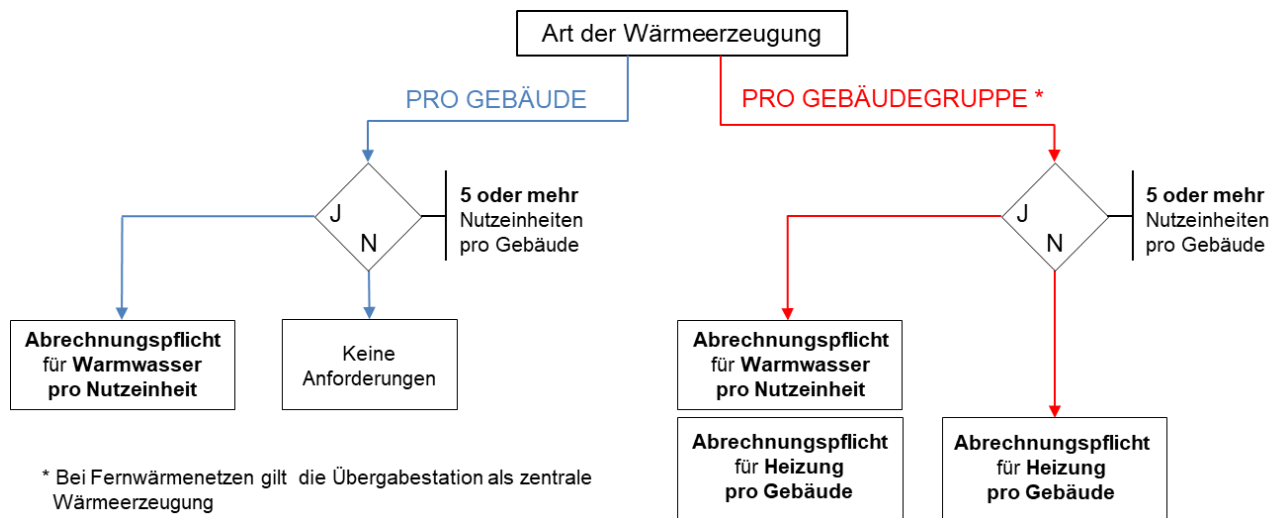 Art der Wärmeerzeugung
PRO GEBÄUDE
PRO GEBÄUDEGRUPPE *
J
N
5 oder mehr
Nutzeinheiten
pro Gebäude
J
N
5 oder mehr
Nutzeinheiten
pro Gebäude
Abrechnungspflicht
für Warmwasser
pro Nutzeinheit
Keine
Anforderungen
Abrechnungspflicht
für Warmwasser
pro Nutzeinheit
Abrechnungspflicht
für Heizung
pro Gebäude
Abrechnungspflicht
für Heizung
pro Gebäude
* Bei Fernwärmenetzen gilt die Übergabestation als zentrale
Wärmeerzeugung